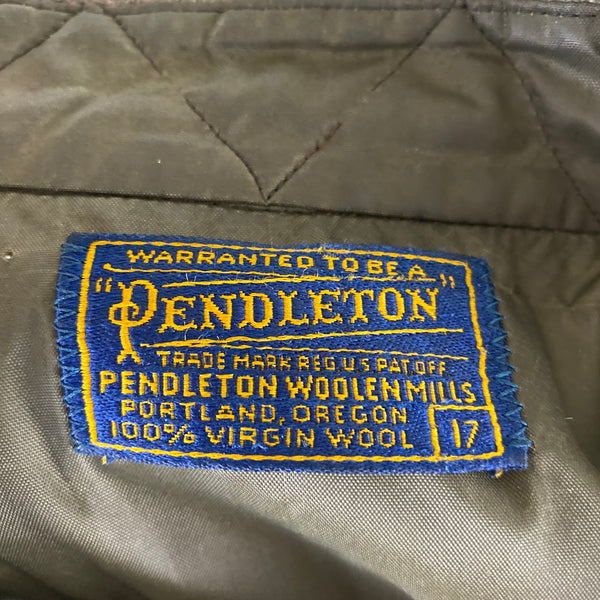 WARRANTED TO BE A
"PENDLETON"
TRADE MARK REG. U.S. PAT. OFF.
PENDLETON WOOLEN MILLS
PORTLAND, OREGON
100% VIRGIN WOOL 17